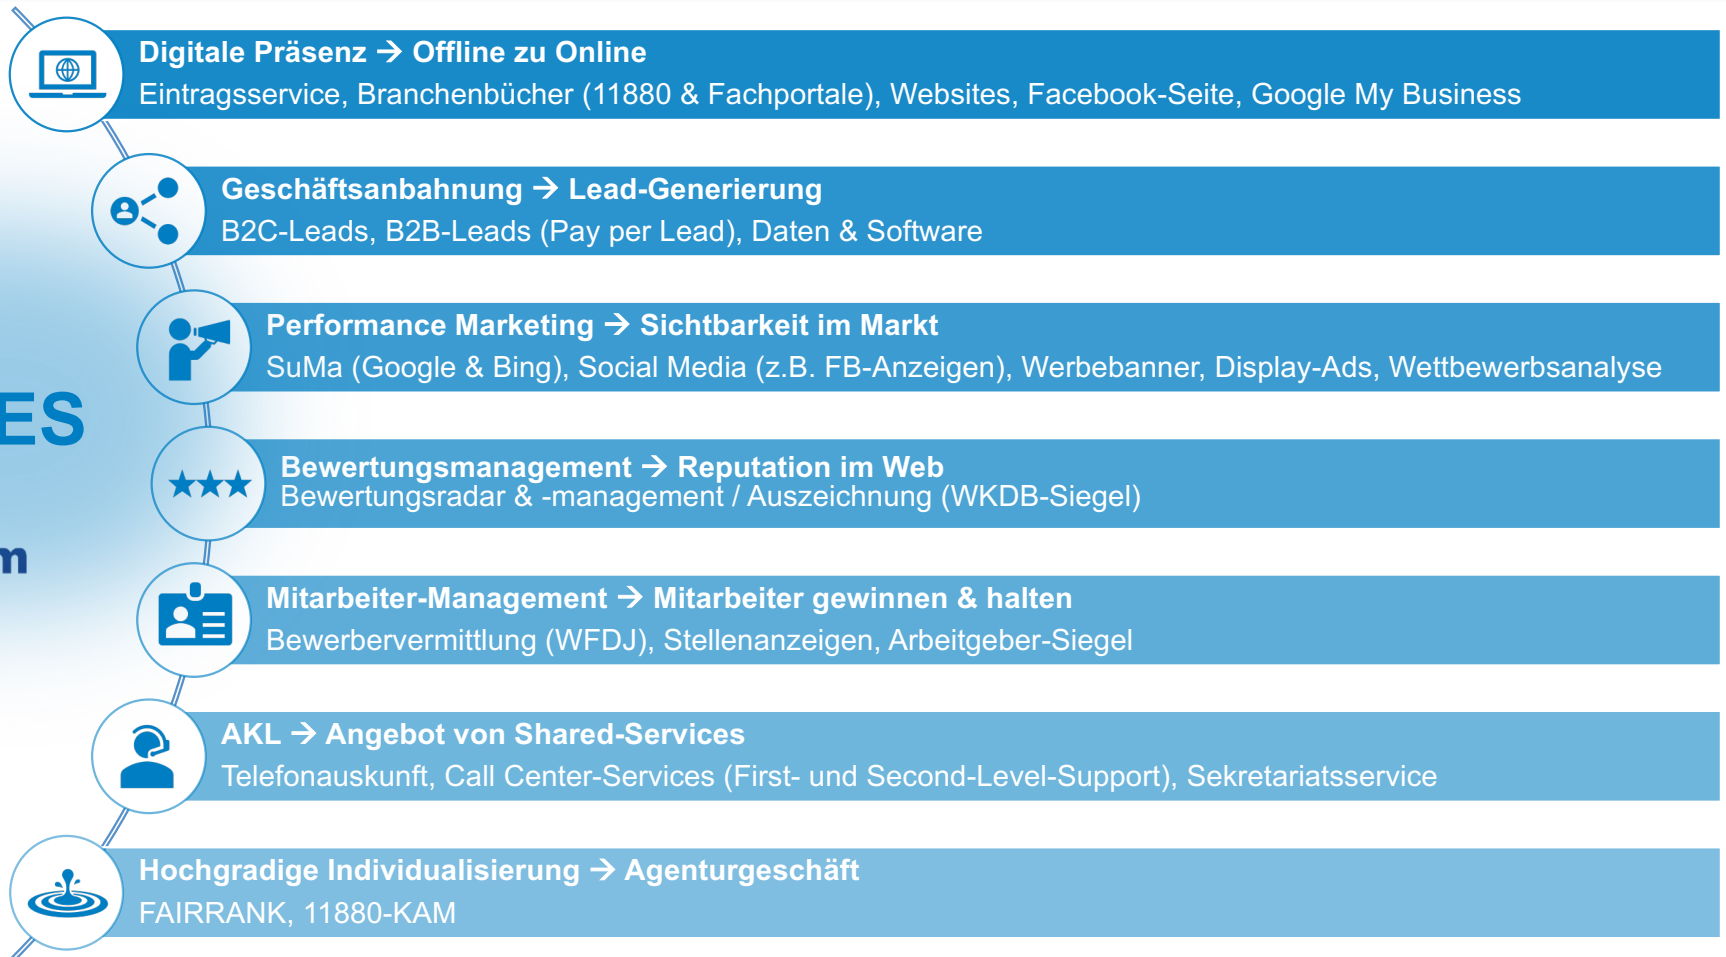 Digitale Präsenz → Offline zu Online
Eintragsservice, Branchenbücher (11880 & Fachportale), Websites, Facebook-Seite, Google My Business
Geschäftsanbahnung → Lead-Generierung
B2C-Leads, B2B-Leads (Pay per Lead), Daten & Software
Performance Marketing → Sichtbarkeit im Markt
SuMa (Google & Bing), Social Media (z.B. FB-Anzeigen), Werbebanner, Display-Ads, Wettbewerbsanalyse
ES
Bewertungsmanagement → Reputation im Web
Bewertungsradar & -management / Auszeichnung (WKDB-Siegel)
m
Mitarbeiter-Management → Mitarbeiter gewinnen & halten
Bewerbervermittlung (WFDJ), Stellenanzeigen, Arbeitgeber-Siegel
AKL → Angebot von Shared-Services
Telefonauskunft, Call Center-Services (First- und Second-Level-Support), Sekretariatsservice
Hochgradige Individualisierung → Agenturgeschäft
FAIRRANK, 11880-KAM